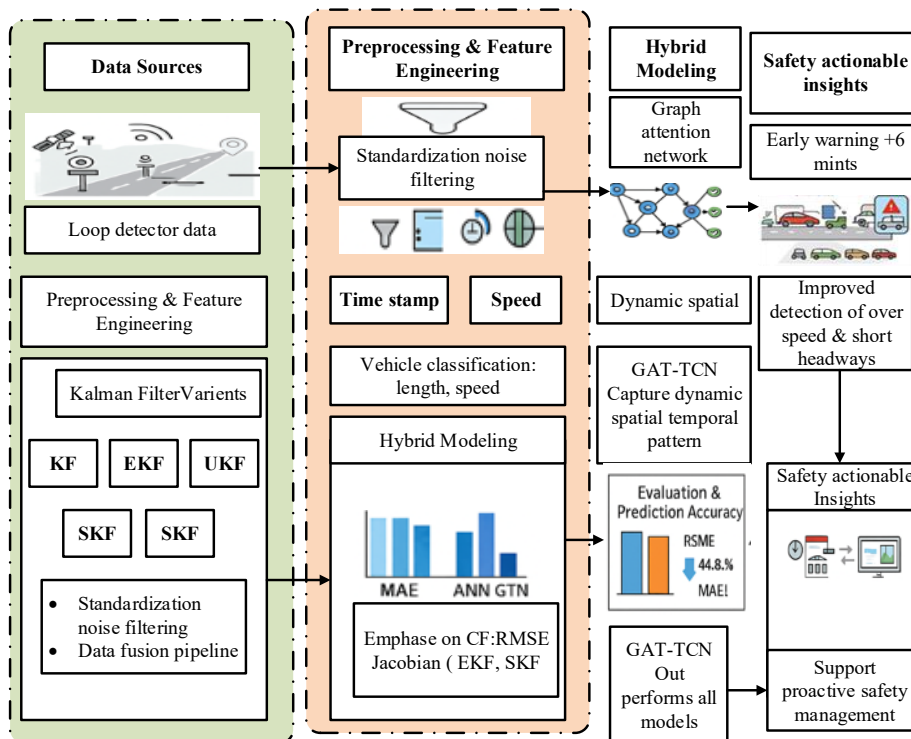 Data Sources
Loop detector data
Preprocessing & Feature
Engineering
Kalman FilterVarients
KF
EKF
UKF
SKF
SKF
• Standardization
noise filtering
• Data fusion pipeline
Preprocessing & Feature
Engineering
Standardization noise
filtering
Time stamp
Speed
Vehicle classification:
length, speed
Hybrid Modeling
MAE
ANN GTN
Emphase on CF:RMSE
Jacobian ( EKF, SKF
Hybrid
Modeling
Graph
attention
network
Dynamic spatial
GAT-TCN
Capture dynamic
spatial temporal
pattern
Evaluation &
Prediction Accuracy
RSME
44.8.%
MAE!
GAT-TCN
Out
performs all
models
Safety actionable
insights
Early warning +6
mints
Improved
detection of over
speed & short
headways
Safety actionable
Insights
Support
proactive safety
management